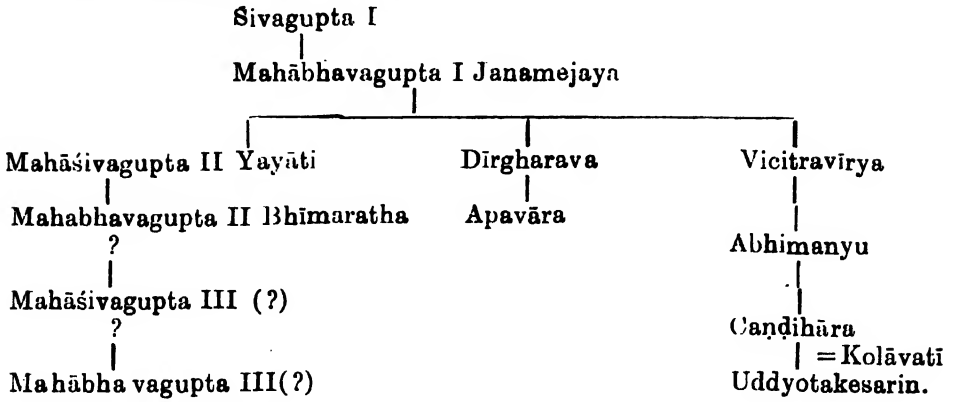 Śivagupta I
Mahābhavagupta I Janamejaya
Mahāśivagupta II Yayāti Dīrgharava Vicitravīrya
Mahabhavagupta II Bhīmaratha Apavāra
? Abhimanyu
Mahāśivagupta III (?)
? Caṇḍihāra
= Kolāvatī
Mahābha vagupta III(?) Uddyotakesarin.